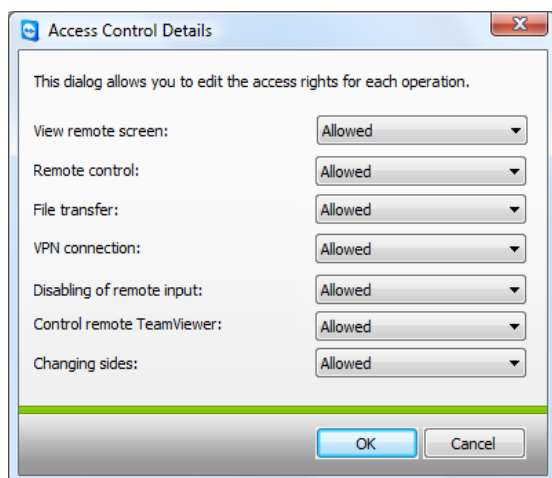 Access Control Details
This dialog allows you to edit the access rights for each operation.
View remote screen: Allowed
Remote control: Allowed
File transfer: Allowed
VPN connection: Allowed
Disabling of remote input: Allowed
Control remote TeamViewer: Allowed
Changing sides: Allowed
OK Cancel